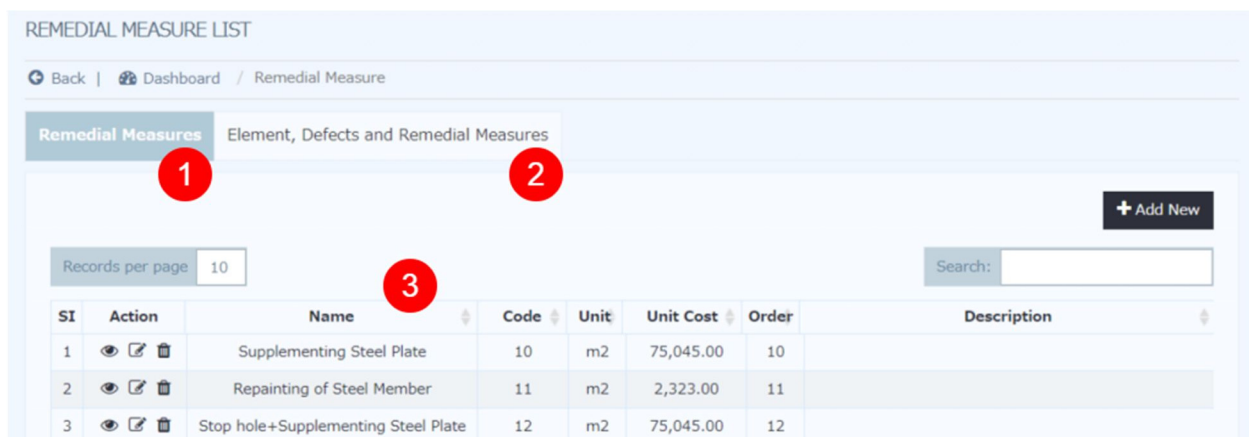 REMEDIAL MEASURE LIST
Back | Dashboard / Remedial Measure
Remedial Measures Element, Defects and Remedial Measures
1 2
+ Add New
Records per page 10 Search:
3
SI Action Name Code Unit Unit Cost Order Description
1 Supplementing Steel Plate 10 m2 75,045.00 10
2 Repainting of Steel Member 11 m2 2,323.00 11
3 Stop hole+Supplementing Steel Plate 12 m2 75,045.00 12